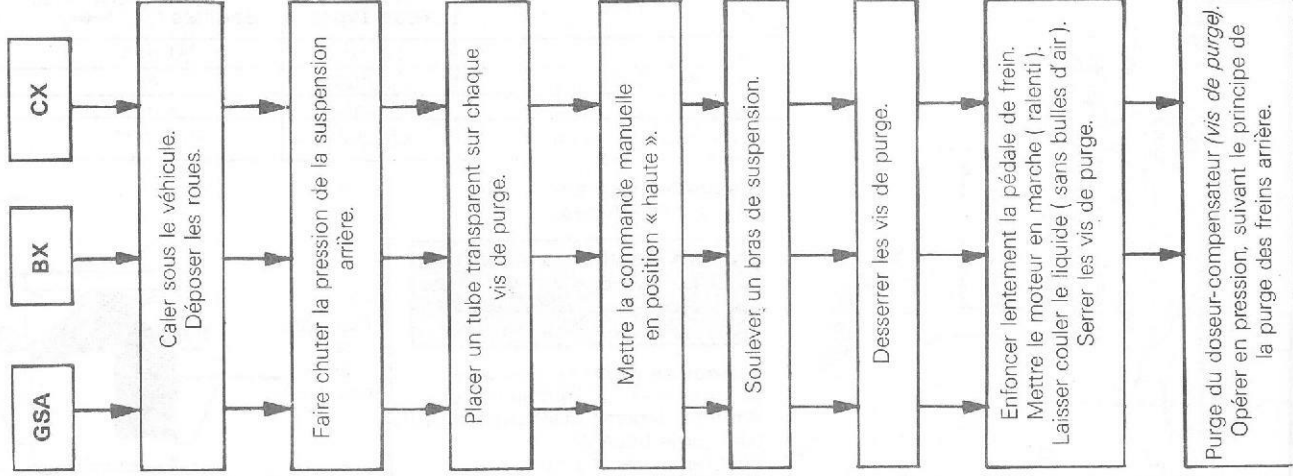 GSA
BX
CX
Caler sous le véhicule.
Déposer les roues.
Faire chuter la pression de la suspension
arrière.
Placer un tube transparent sur chaque
vis de purge.
Mettre la commande manuelle
en position « haute ».
Soulever un bras de suspension.
Desserrer les vis de purge.
Enfoncer lentement la pédale de frein.
Mettre le moteur en marche ( ralenti ).
Laisser couler le liquide ( sans bulles d'air ).
Serrer les vis de purge.
Purge du doseur-compensateur (vis de purge).
Opérer en pression, suivant le principe de
la purge des freins arrière.